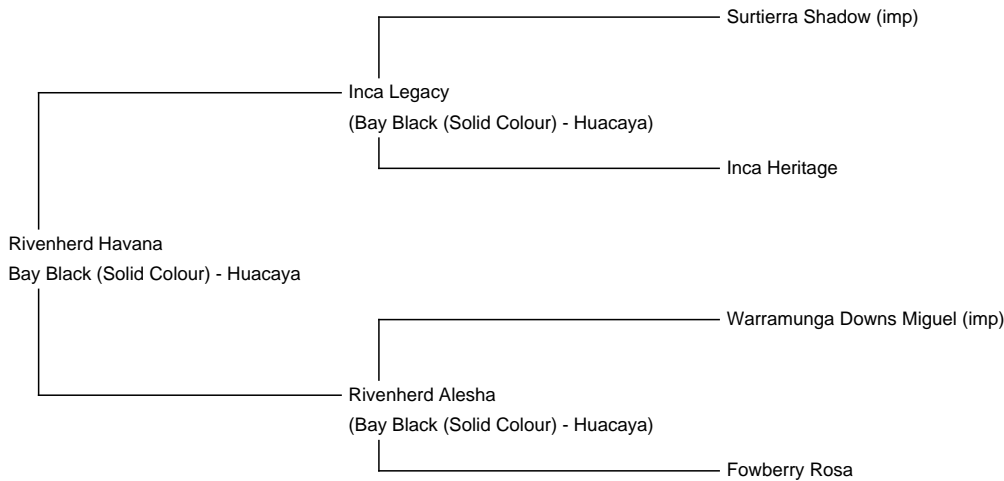 Surtierra Shadow (imp)
Inca Legacy
(Bay Black (Solid Colour) - Huacaya)
Inca Heritage
Rivenherd Havana
Bay Black (Solid Colour) - Huacaya
Warramunga Downs Miguel (imp)
Rivenherd Alesha
(Bay Black (Solid Colour) - Huacaya)
Fowberry Rosa